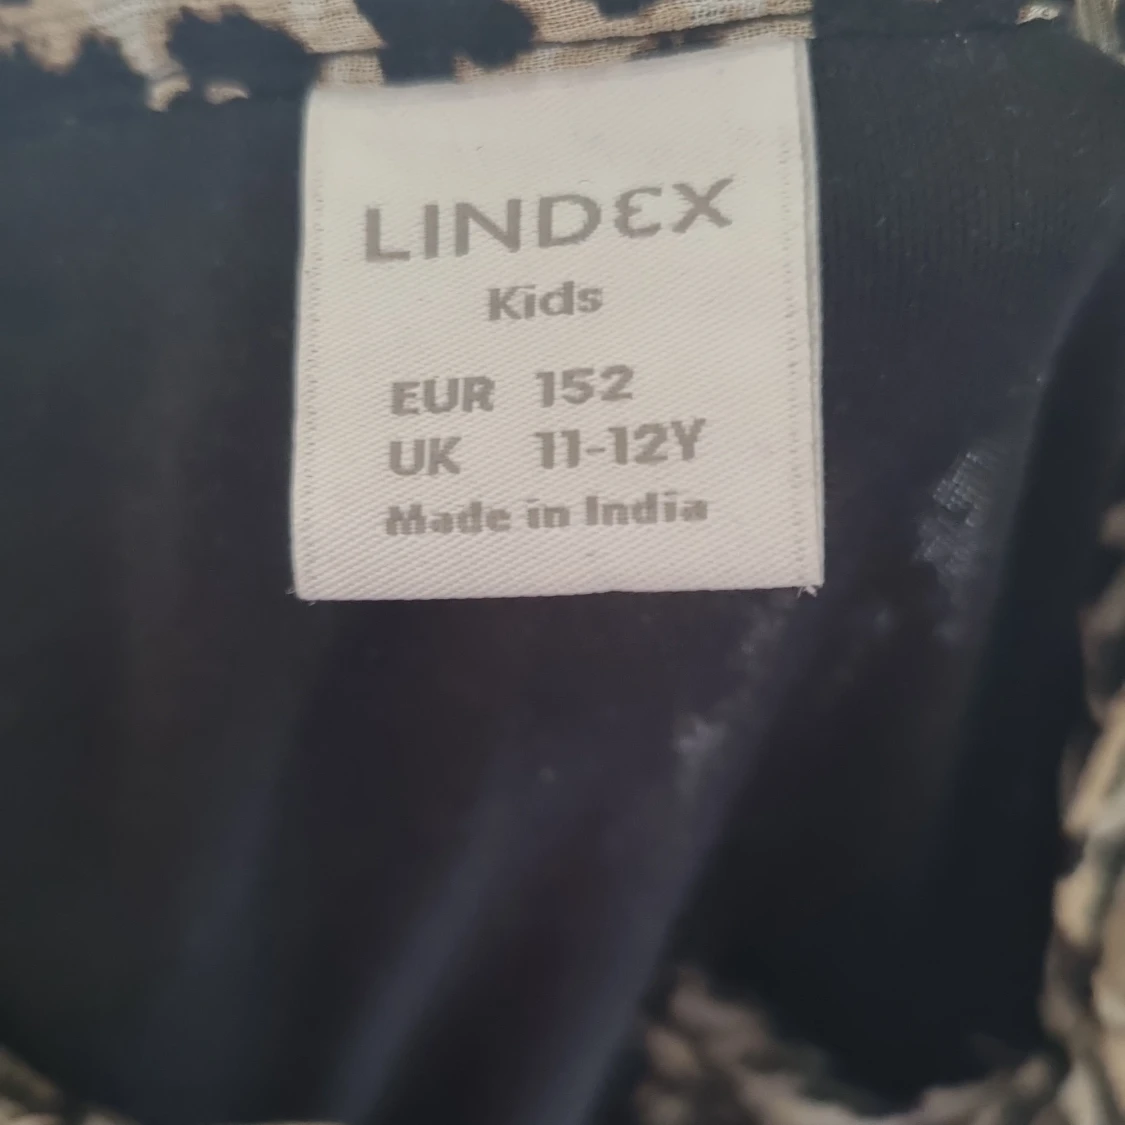 LINDEX
Kids
EUR 152
UK 11-12Y
Made in India